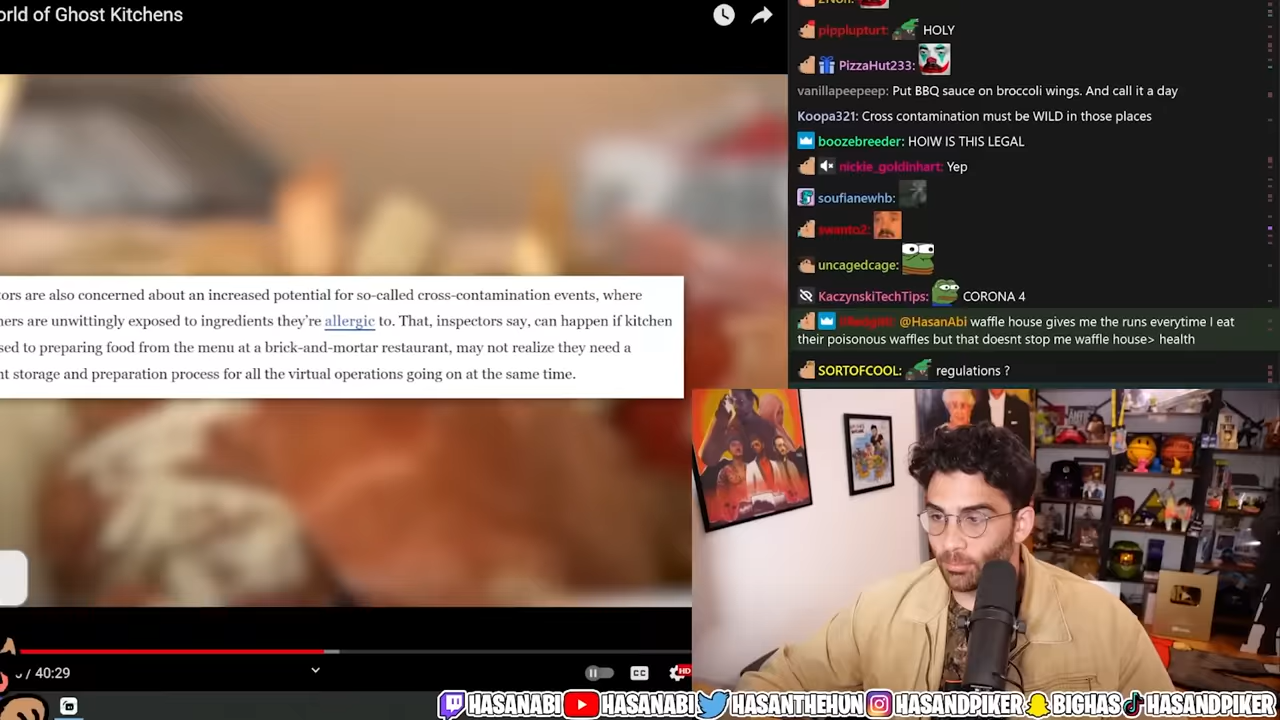 orld of Ghost Kitchens
tors are also concerned about an increased potential for so-called cross-contamination events, where
ners are unwittingly exposed to ingredients they're allergic to. That, inspectors say, can happen if kitchen
sed to preparing food from the menu at a brick-and-mortar restaurant, may not realize they need a
nt storage and preparation process for all the virtual operations going on at the same time.
/ 40:29
CC
HD
pipplupturt: HOLY
PizzaHut233:
vanillapeepeep: Put BBQ sauce on broccoli wings. And call it a day
Koopa321: Cross contamination must be WILD in those places
boozebreeder: HOIW IS THIS LEGAL
nickie_goldinhart: Yep
soufianewhb:
swanto2:
uncagedcage:
KaczynskiTechTips: CORONA 4
@HasanAbi waffle house gives me the runs everytime I eat
their poisonous waffles but that doesnt stop me waffle house> health
SORTOFCOOL: regulations ?
HASANABI HASANABI HASANTHEHUN HASANDPIKER BIGHAS HASANDPIKER